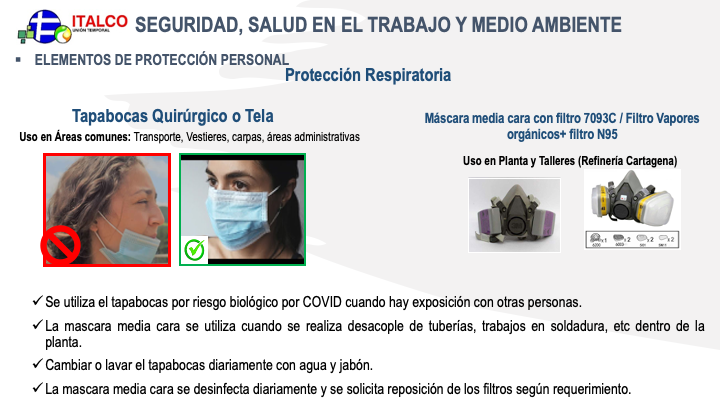 ITALCO
UNIÓN TEMPORAL
SEGURIDAD, SALUD EN EL TRABAJO Y MEDIO AMBIENTE
▪ ELEMENTOS DE PROTECCIÓN PERSONAL
Protección Respiratoria
Tapabocas Quirúrgico o Tela
Uso en Áreas comunes: Transporte, Vestieres, carpas, áreas administrativas
Máscara media cara con filtro 7093C / Filtro Vapores
orgánicos+ filtro N95
Uso en Planta y Talleres (Refinería Cartagena)
✓ Se utiliza el tapabocas por riesgo biológico por COVID cuando hay exposición con otras personas.
✓ La mascara media cara se utiliza cuando se realiza desacople de tuberías, trabajos en soldadura, etc dentro de la
planta.
✓ Cambiar o lavar el tapabocas diariamente con agua y jabón.
✓ La mascara media cara se desinfecta diariamente y se solicita reposición de los filtros según requerimiento.